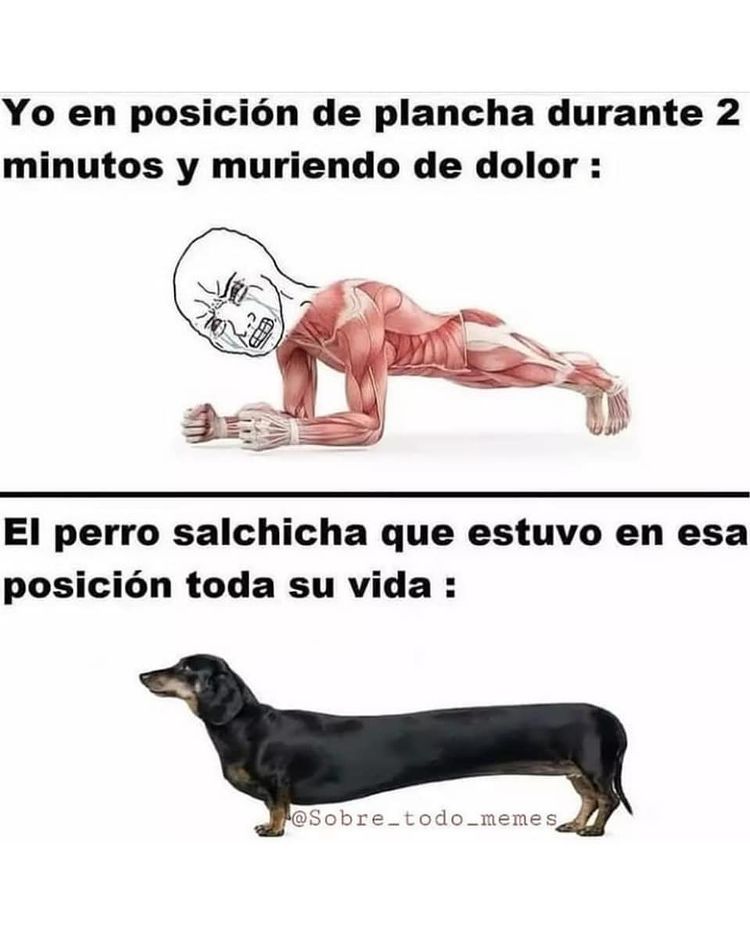 Yo en posición de plancha durante 2
minutos y muriendo de dolor :
El perro salchicha que estuvo en esa
posición toda su vida :
@Sobre_todo_memes